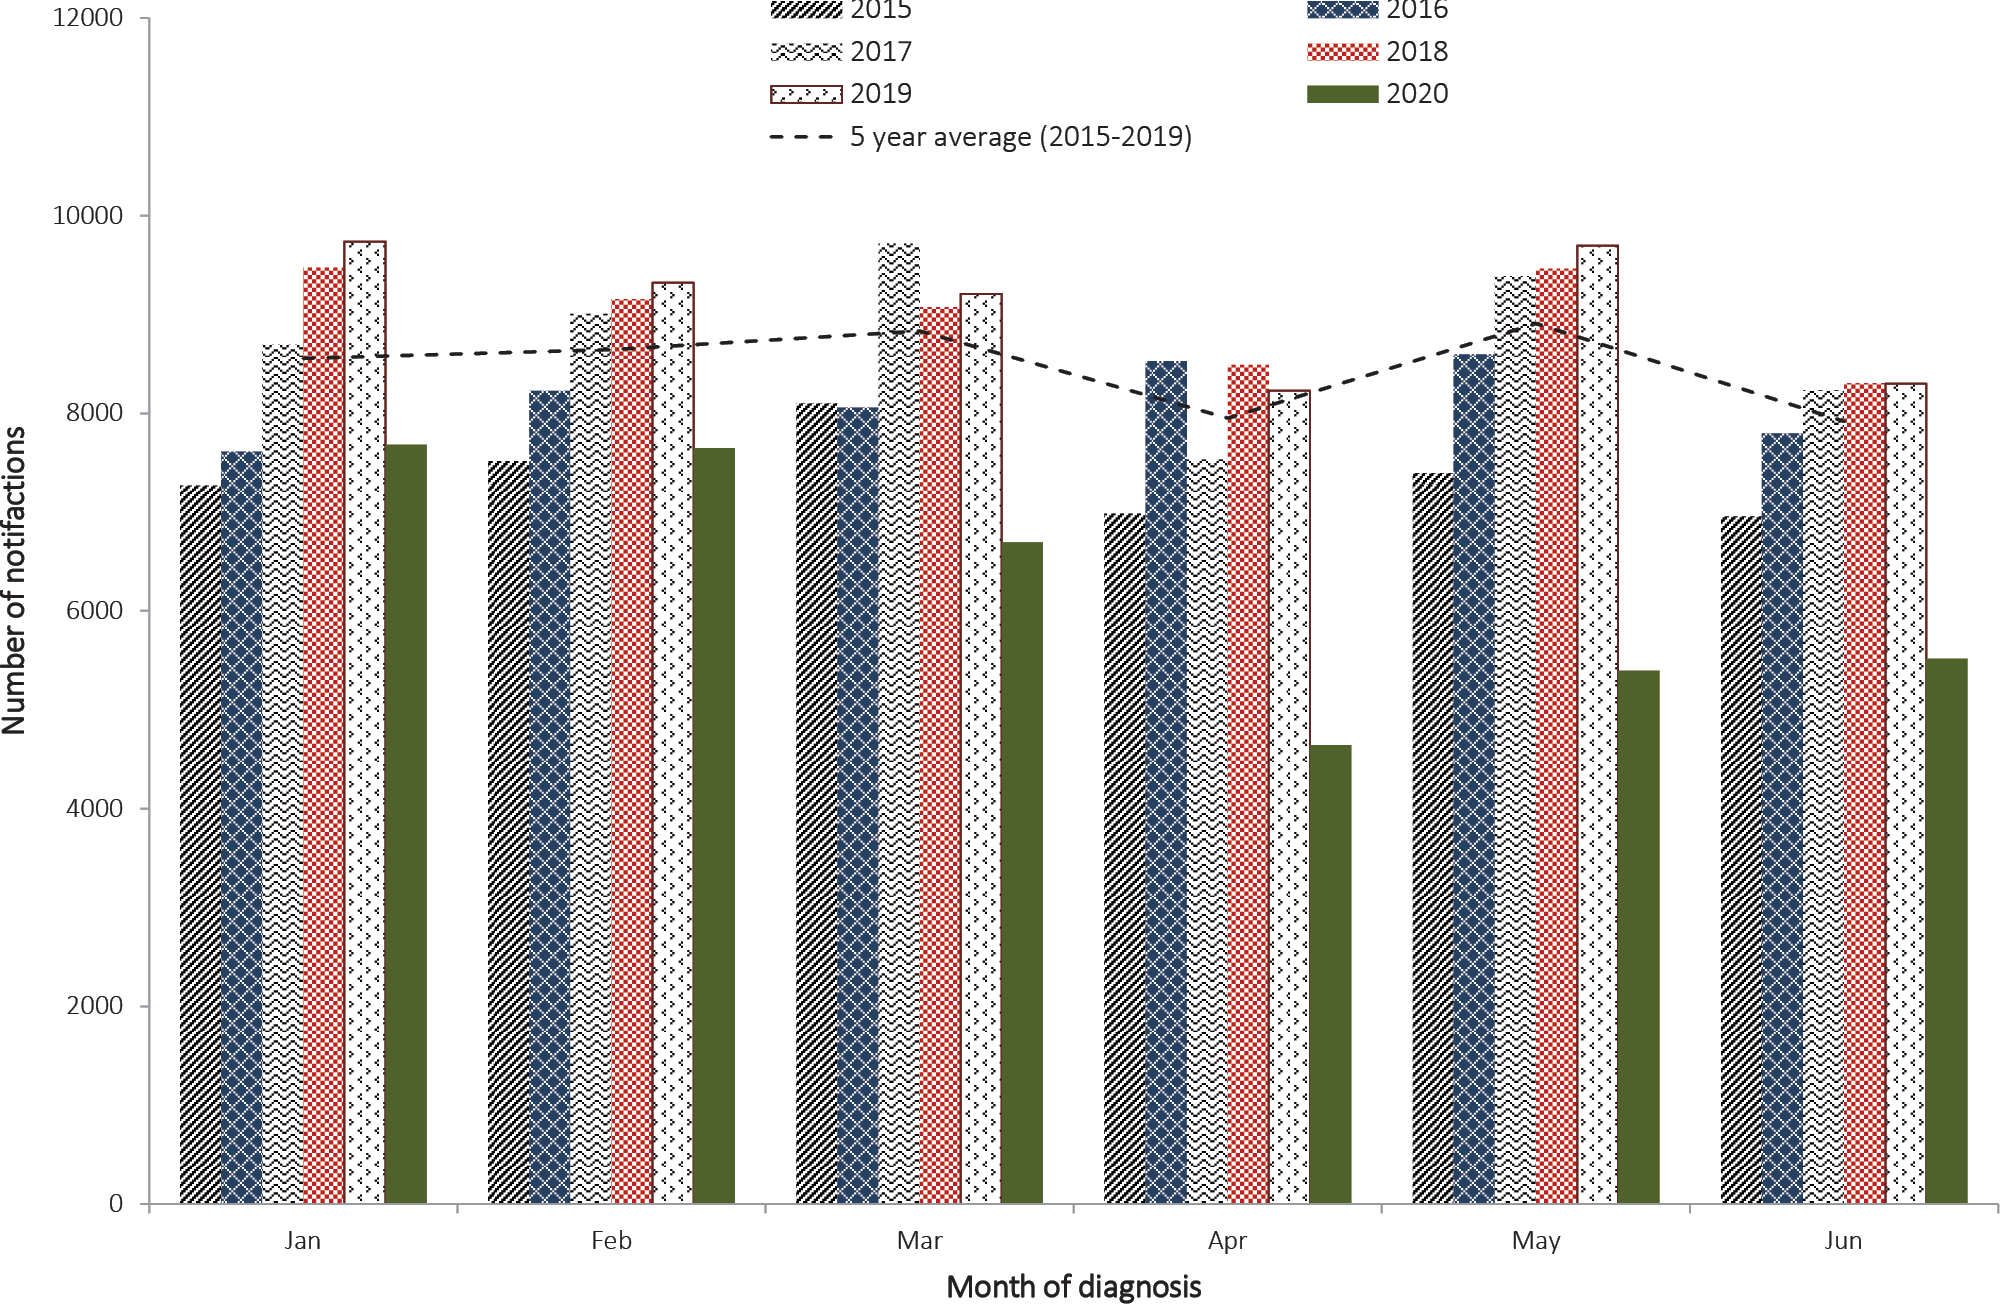 2015
2016
2017
2018
2019
2020
5 year average (2015-2019)
12000
10000
8000
6000
4000
2000
0
Number of notifactions
Jan
Feb
Mar
Apr
May
Jun
Month of diagnosis